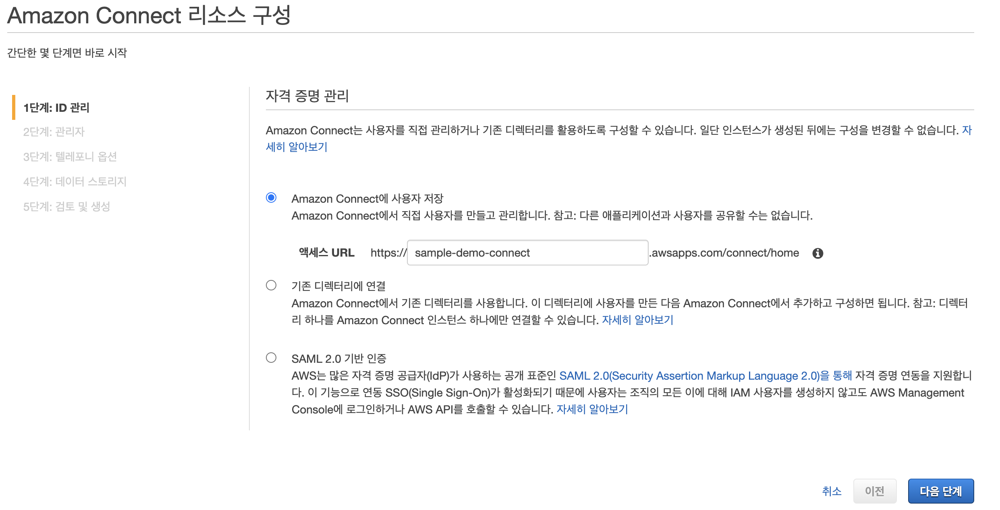 Amazon Connect 리소스 구성
간단한 몇 단계면 바로 시작
1단계: ID 관리
2단계: 관리자
3단계: 텔레포니 옵션
4단계: 데이터 스토리지
5단계: 검토 및 생성
자격 증명 관리
Amazon Connect는 사용자를 직접 관리하거나 기존 디렉터리를 활용하도록 구성할 수 있습니다. 일단 인스턴스가 생성된 뒤에는 구성을 변경할 수 없습니다. 자
세히 알아보기
Amazon Connect에 사용자 저장
Amazon Connect에서 직접 사용자를 만들고 관리합니다. 참고: 다른 애플리케이션과 사용자를 공유할 수는 없습니다.
액세스 URL https:// sample-demo-connect .awsapps.com/connect/home
기존 디렉터리에 연결
Amazon Connect에서 기존 디렉터리를 사용합니다. 이 디렉터리에 사용자를 만든 다음 Amazon Connect에서 추가하고 구성하면 됩니다. 참고: 디렉터
리 하나를 Amazon Connect 인스턴스 하나에만 연결할 수 있습니다. 자세히 알아보기
SAML 2.0 기반 인증
AWS는 많은 자격 증명 공급자(IdP)가 사용하는 공개 표준인 SAML 2.0(Security Assertion Markup Language 2.0)을 통해 자격 증명 연동을 지원합니
다. 이 기능으로 연동 SSO(Single Sign-On)가 활성화되기 때문에 사용자는 조직의 모든 이에 대해 IAM 사용자를 생성하지 않고도 AWS Management
Console에 로그인하거나 AWS API를 호출할 수 있습니다. 자세히 알아보기
취소 이전 다음 단계